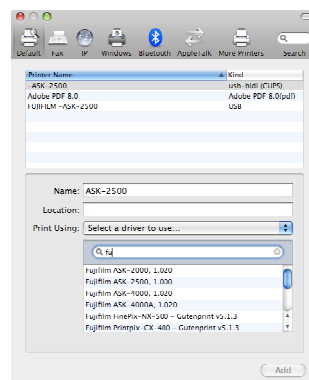 Default Fax IP Windows Bluetooth AppleTalk More Printers Search
Printer Name Kind
-ASK-2500 usb-bidi (CUPS)
Adobe PDF 8.0 Adobe PDF 8.0(pdf)
FUJIFILM -ASK-2500 USB
Name: ASK-2500
Location:
Print Using: Select a driver to use...
fu
Fujifilm ASK-2000, 1.020
Fujifilm ASK-2500, 1.000
Fujifilm ASK-4000, 1.020
Fujifilm ASK-4000A, 1.020
Fujifilm FinePix-NX-500 - Gutenprint v5.1.3
Fujifilm Printpix-CX-400 - Gutenprint v5.1.3
Add